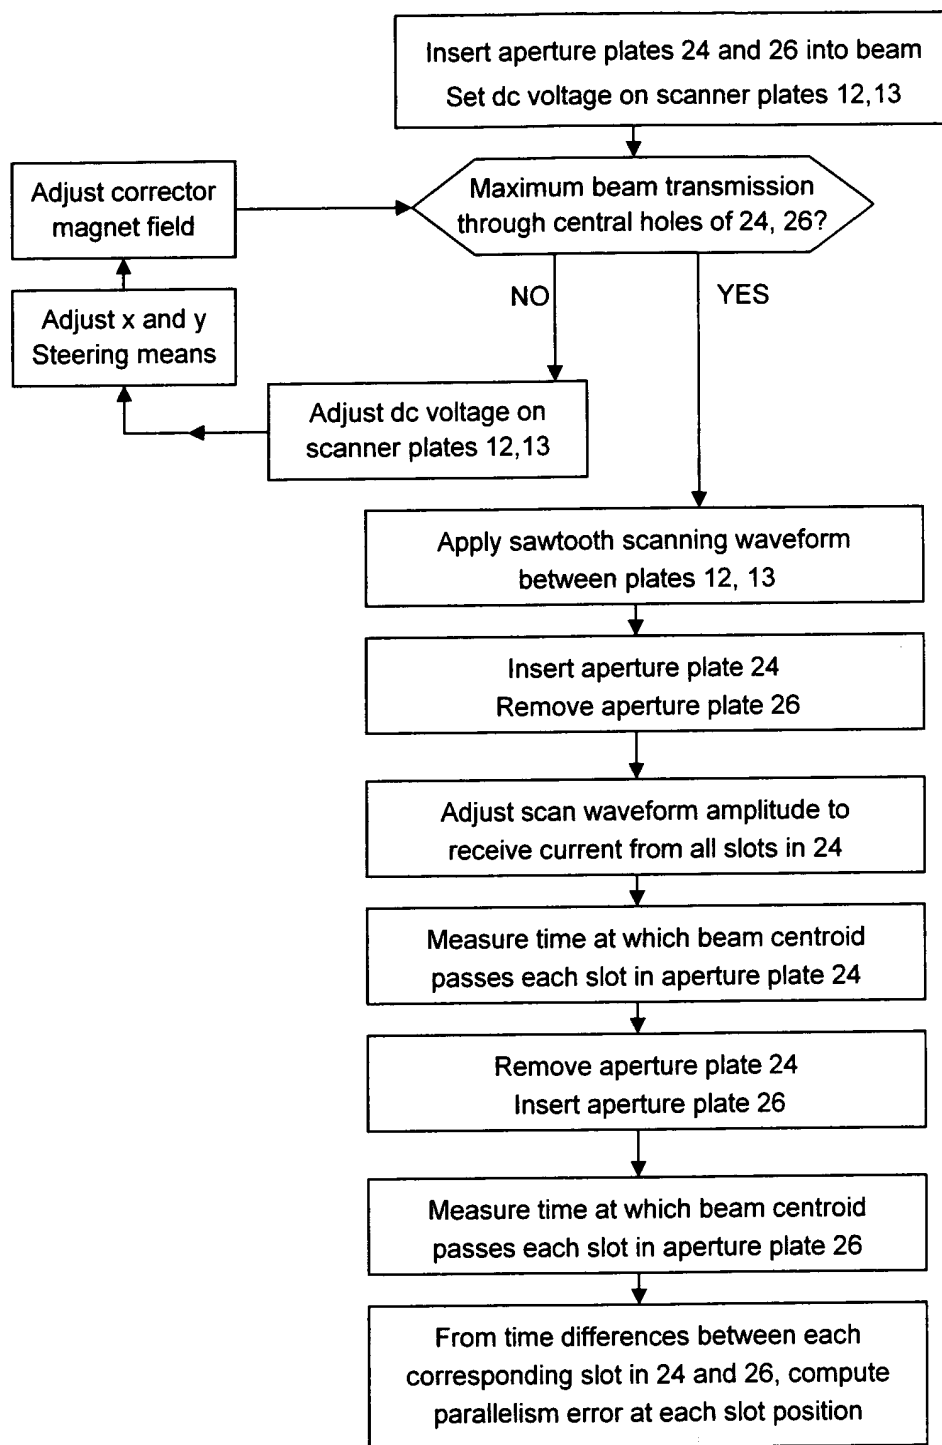 Insert aperture plates 24 and 26 into beam
Set dc voltage on scanner plates 12,13
Maximum beam transmission
through central holes of 24, 26?
Adjust corrector
magnet field
NO
YES
Adjust x and y
Steering means
Adjust dc voltage on
scanner plates 12,13
Apply sawtooth scanning waveform
between plates 12, 13
Insert aperture plate 24
Remove aperture plate 26
Adjust scan waveform amplitude to
receive current from all slots in 24
Measure time at which beam centroid
passes each slot in aperture plate 24
Remove aperture plate 24
Insert aperture plate 26
Measure time at which beam centroid
passes each slot in aperture plate 26
From time differences between each
corresponding slot in 24 and 26, compute
parallelism error at each slot position